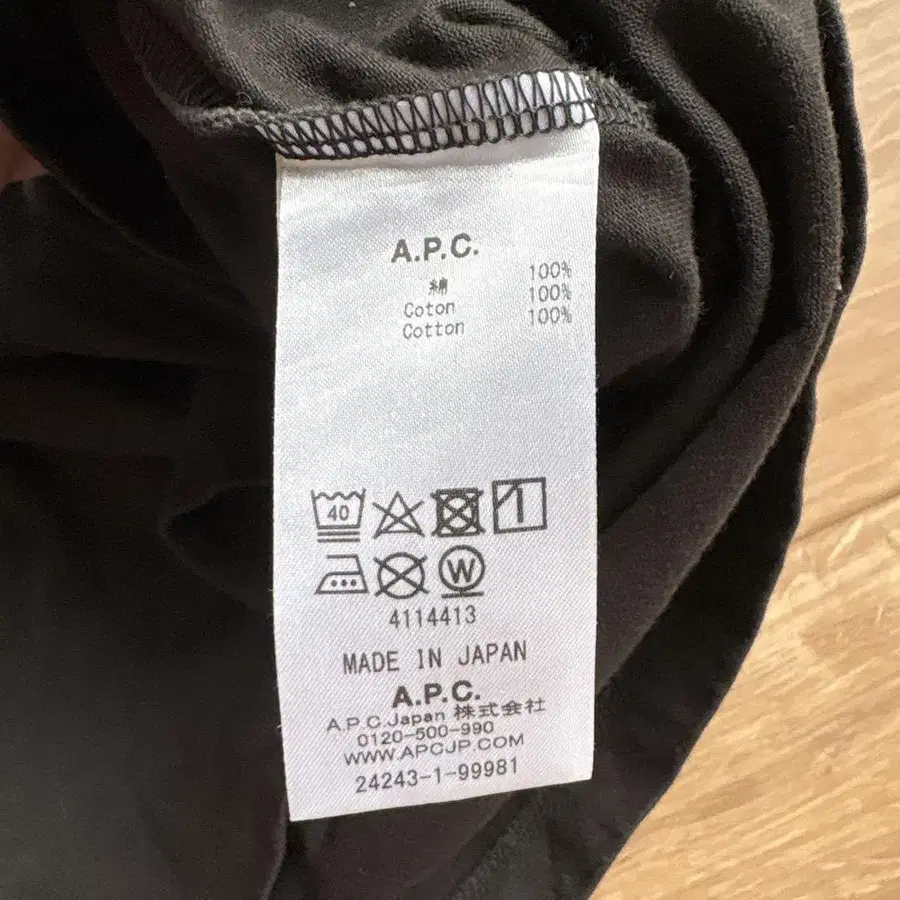 A.P.C.
綿 100%
Coton 100%
Cotton 100%
40
W
4114413
MADE IN JAPAN
A.P.C.
A.P.C.Japan 株式会社
0120-500-990
WWW.APCJP.COM
24243-1-99981